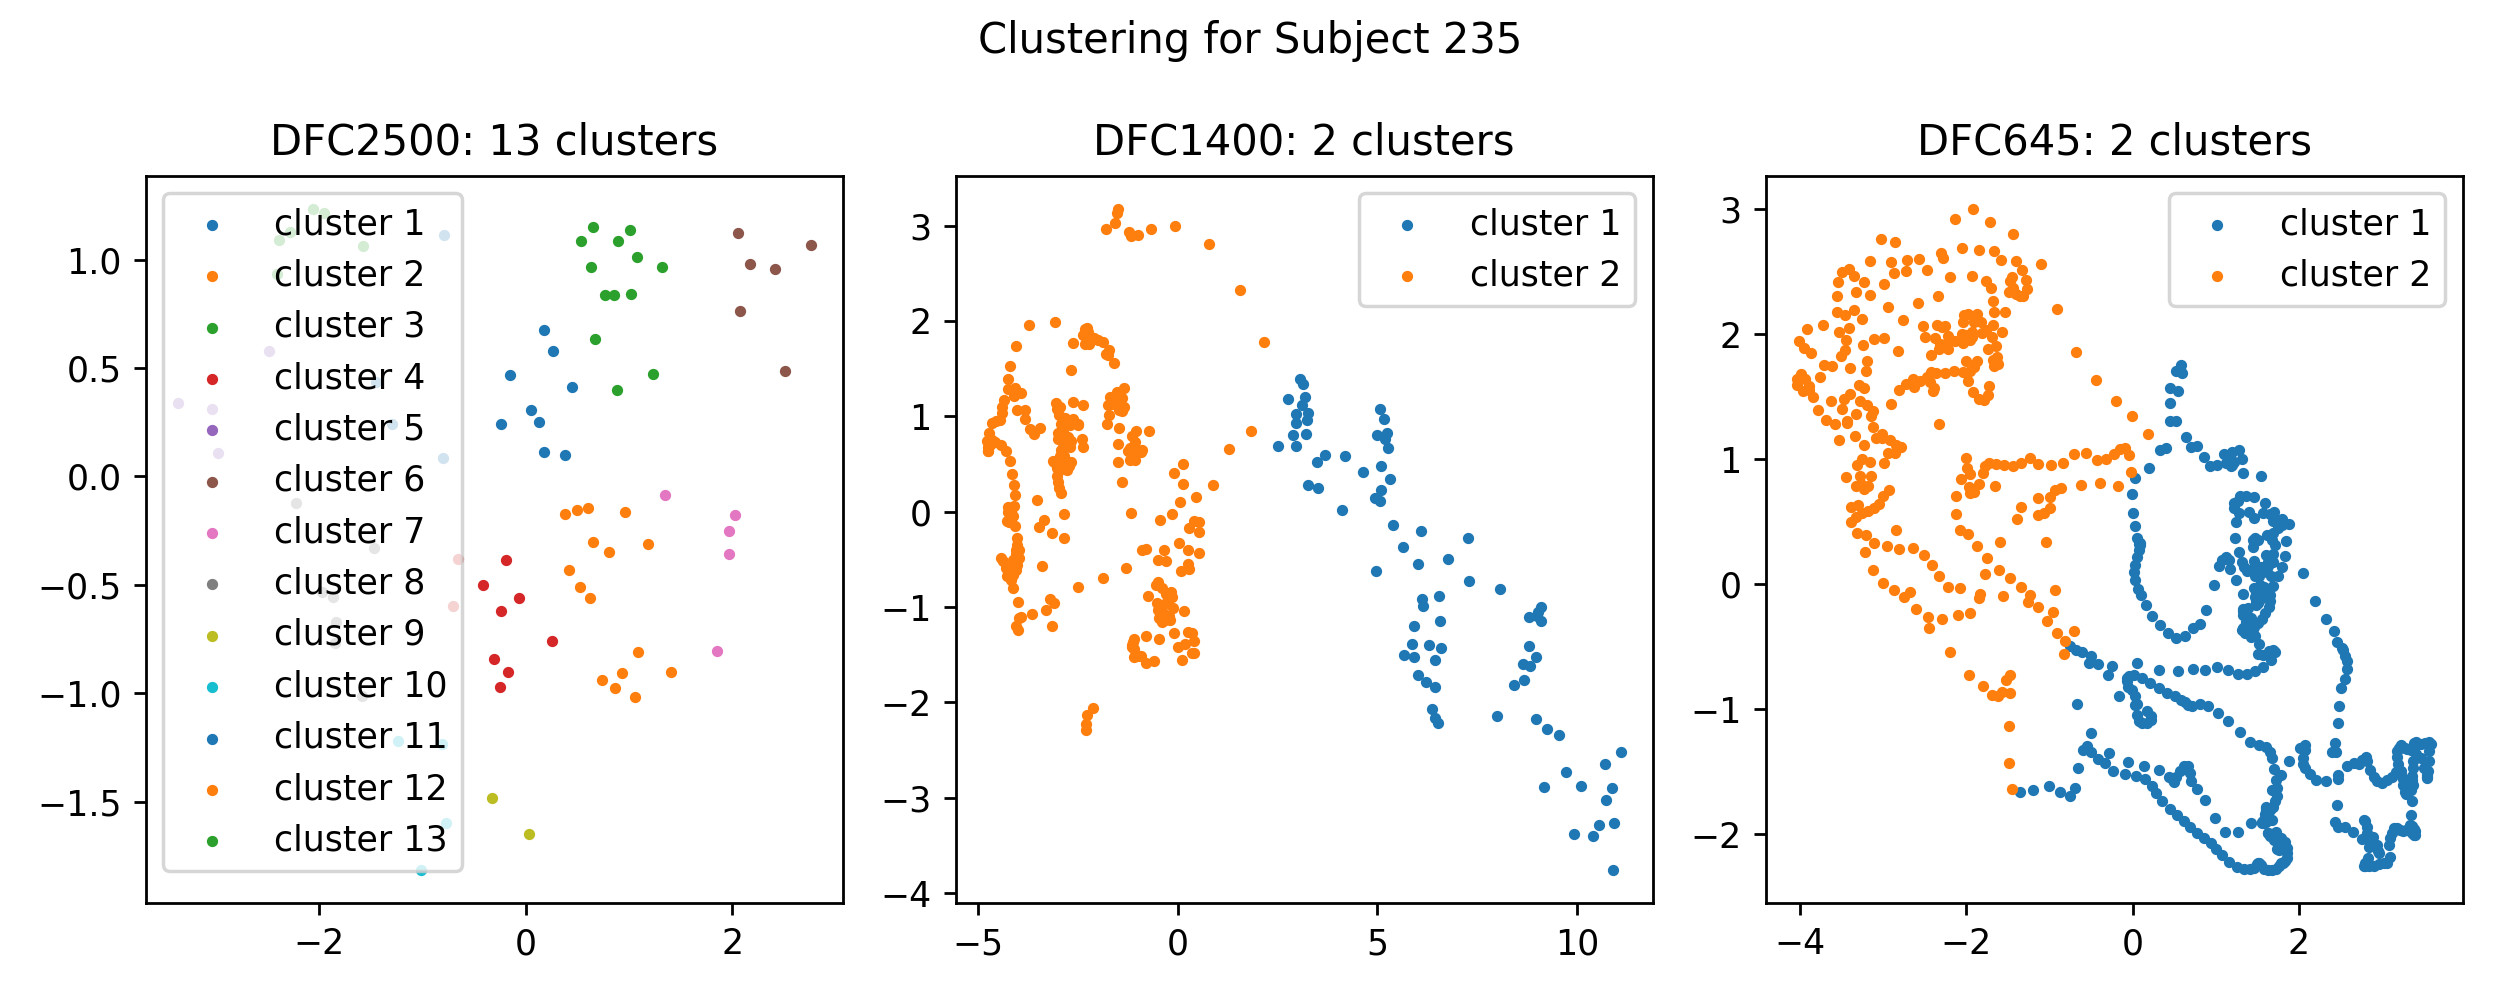 Clustering for Subject 235
DFC2500: 13 clusters
cluster 1
cluster 2
cluster 3
cluster 4
cluster 5
cluster 6
cluster 7
cluster 8
cluster 9
cluster 10
cluster 11
cluster 12
cluster 13
1.0
0.5
0.0
−0.5
−1.0
−1.5
−2
0
2
DFC1400: 2 clusters
cluster 1
cluster 2
3
2
1
0
−1
−2
−3
−4
−5
0
5
10
DFC645: 2 clusters
cluster 1
cluster 2
3
2
1
0
−1
−2
−4
−2
0
2